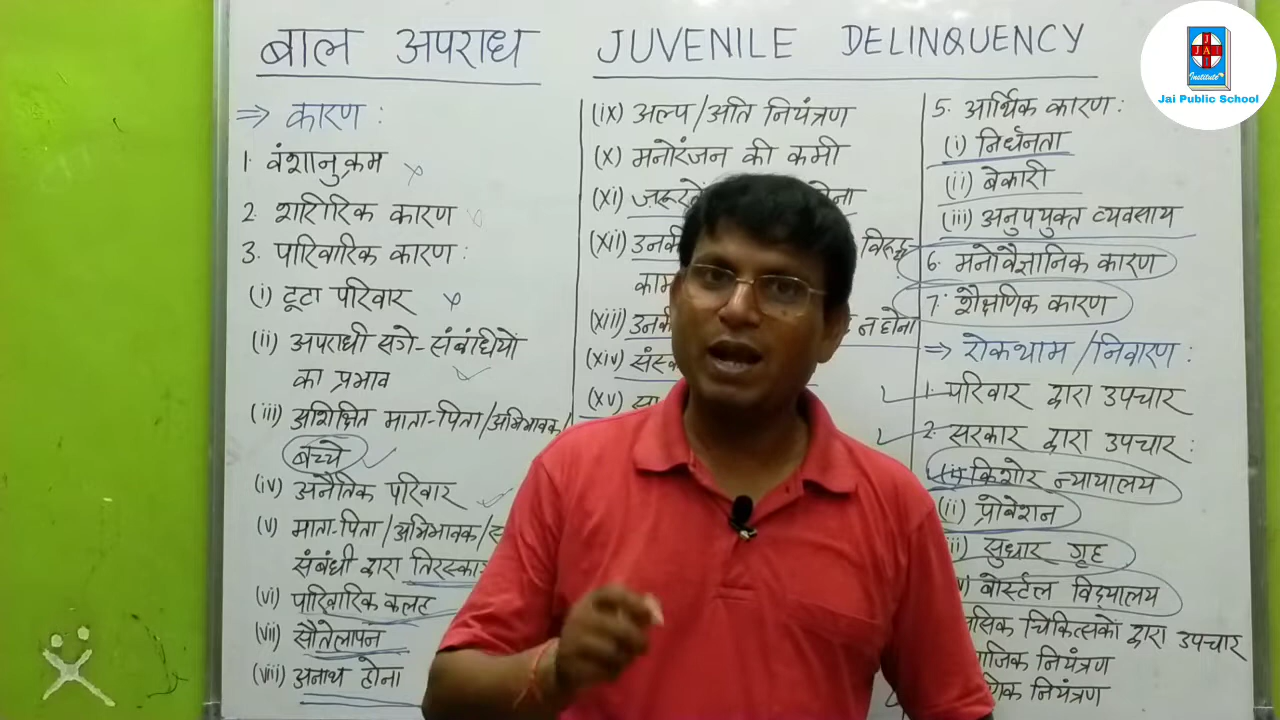 बाल अपराध JUVENILE DELINQUENCY
JAI
Institute
Jai Public School
⇒ कारण :
1. वंशानुक्रम
2. शारीरिक कारण
3. पारिवारिक कारण :
(i) टूटा परिवार
(ii) अपराधी सगे-संबंधियों
का प्रभाव
(iii) अशिक्षित माता-पिता/अभिभावक/
बच्चे
(iv) अनैतिक परिवार
(v) माता-पिता/अभिभावक/
संबंधी द्वारा
(vi) पारिवारिक कलह
(vii) सौतेलापन
(viii) अनाथ होना
(ix) अल्प/अति नियंत्रण
(x) मनोरंजन की कमी
(xi)
(xii) विरुद्ध
काम
(xiii) न होना
(xiv)
(xv)
5. आर्थिक कारण :
(i) निर्धनता
(ii) बेकारी
(iii) अनुपयुक्त व्यवसाय
6. मनोवैज्ञानिक कारण
7. शैक्षणिक कारण
⇒ रोकथाम/निवारण :
1. परिवार द्वारा उपचार
2. सरकार द्वारा उपचार :
(i) किशोर न्यायालय
(ii) प्रोबेशन
सुधार गृह
बोर्स्टल विद्यालय
चिकित्सकों द्वारा उपचार
नियंत्रण
नियंत्रण